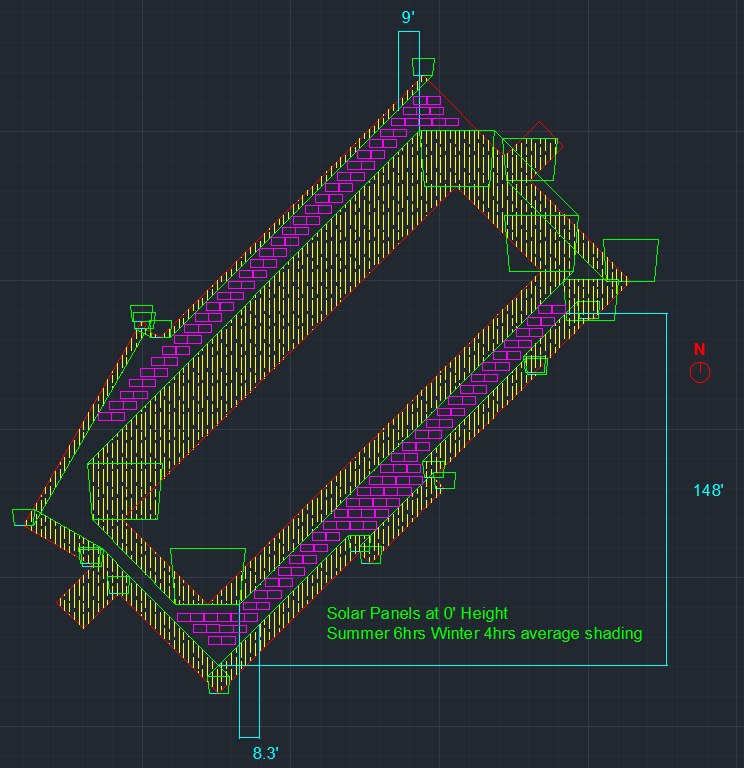 9'
N
148'
Solar Panels at 0' Height
Summer 6hrs Winter 4hrs average shading
8.3'